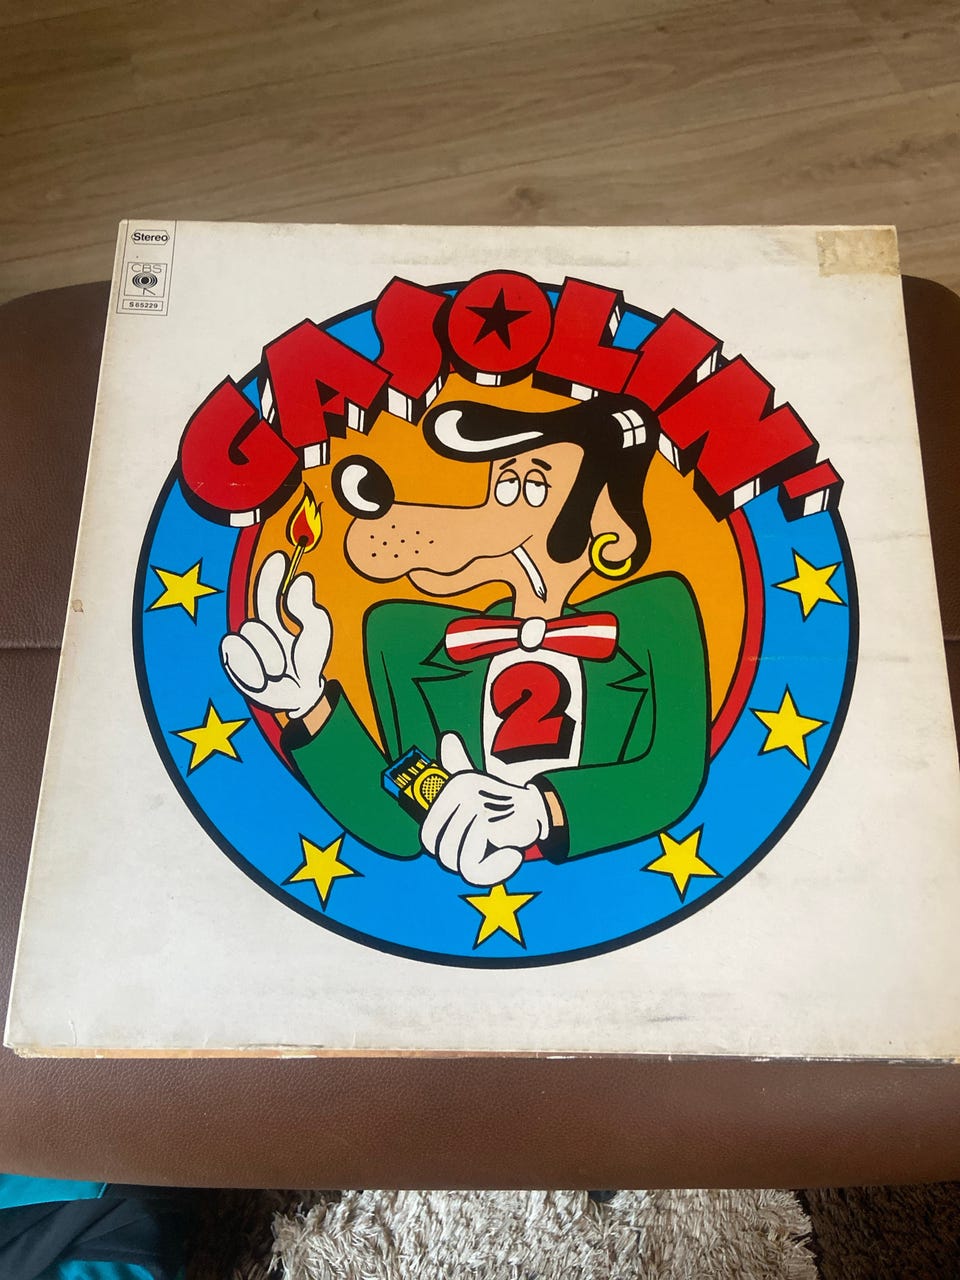 Stereo
CBS
S 65229
GASOLIN'
2